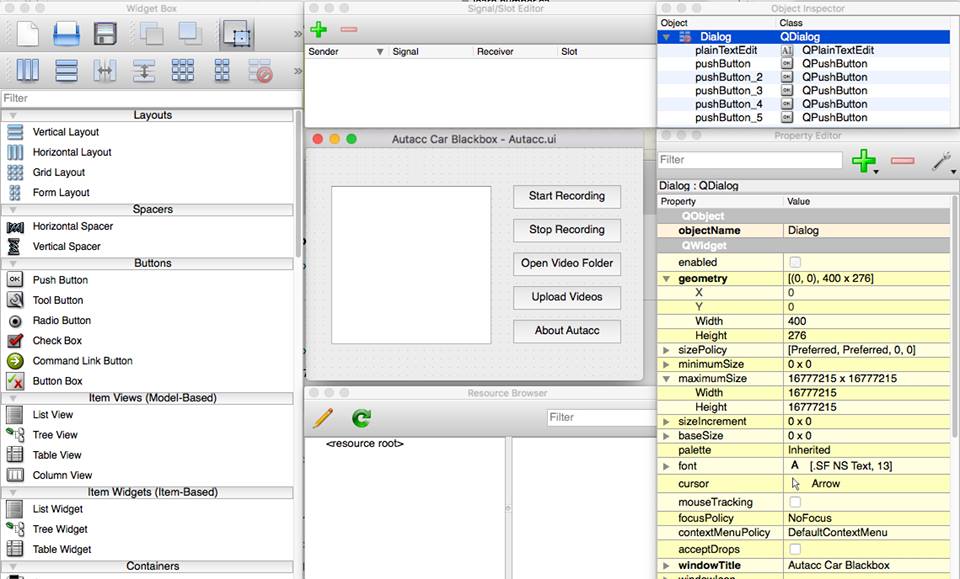 Widget Box
Filter
Layouts
Vertical Layout
Horizontal Layout
Grid Layout
Form Layout
Spacers
Horizontal Spacer
Vertical Spacer
Buttons
OK Push Button
Tool Button
Radio Button
Check Box
Command Link Button
Button Box
Item Views (Model-Based)
List View
Tree View
Table View
Column View
Item Widgets (Item-Based)
List Widget
Tree Widget
Table Widget
Containers
Signal/Slot Editor
Sender Signal Receiver Slot
Autacc Car Blackbox - Autacc.ui
Start Recording
Stop Recording
Open Video Folder
Upload Videos
About Autacc
Resource Browser
Filter
<resource root>
Object Inspector
Object Class
Dialog QDialog
plainTextEdit AI QPlainTextEdit
pushButton OK QPushButton
pushButton_2 OK QPushButton
pushButton_3 OK QPushButton
pushButton_4 OK QPushButton
pushButton_5 OK QPushButton
Property Editor
Filter
Dialog : QDialog
Property Value
QObject
objectName Dialog
QWidget
enabled
geometry [(0, 0), 400 x 276]
X 0
Y 0
Width 400
Height 276
sizePolicy [Preferred, Preferred, 0, 0]
minimumSize 0 x 0
maximumSize 16777215 x 16777215
Width 16777215
Height 16777215
sizeIncrement 0 x 0
baseSize 0 x 0
palette Inherited
font A [.SF NS Text, 13]
cursor Arrow
mouseTracking
focusPolicy NoFocus
contextMenuPolicy DefaultContextMenu
acceptDrops
windowTitle Autacc Car Blackbox